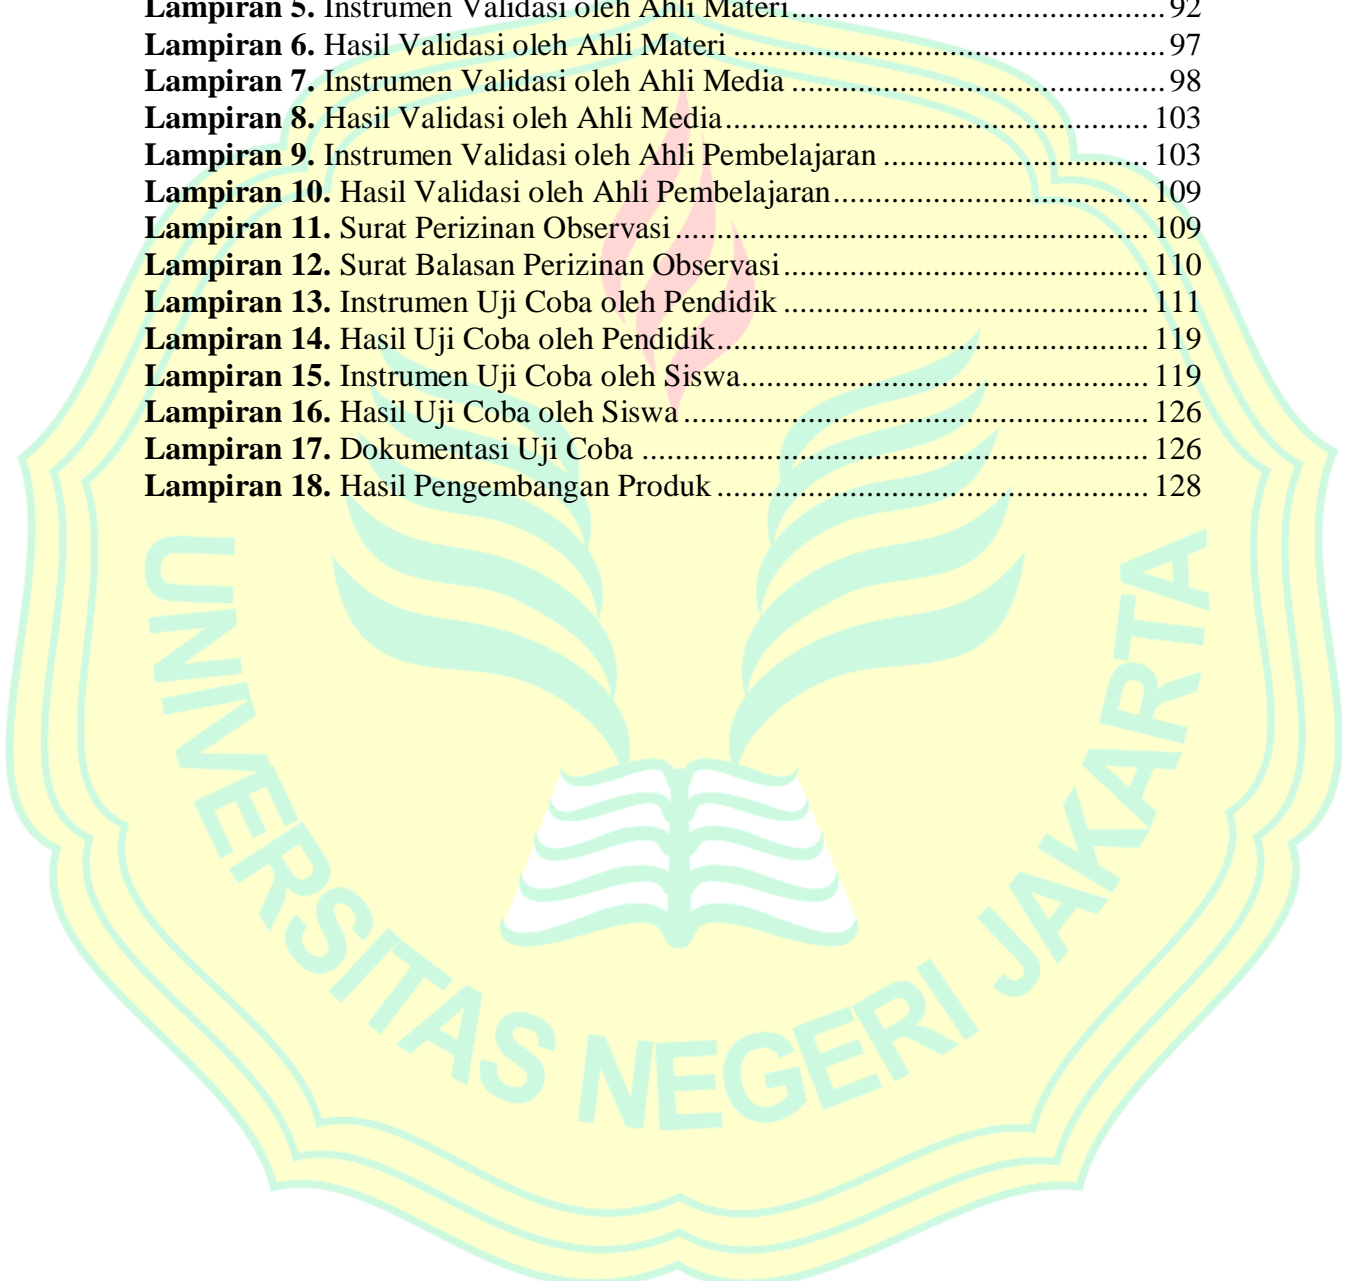 Lampiran 5. Instrumen Validasi oleh Ahli Materi.......................................................92
Lampiran 6. Hasil Validasi oleh Ahli Materi.......................................................97
Lampiran 7. Instrumen Validasi oleh Ahli Media.......................................................98
Lampiran 8. Hasil Validasi oleh Ahli Media.......................................................103
Lampiran 9. Instrumen Validasi oleh Ahli Pembelajaran..................................103
Lampiran 10. Hasil Validasi oleh Ahli Pembelajaran.......................................109
Lampiran 11. Surat Perizinan Observasi.......................................................109
Lampiran 12. Surat Balasan Perizinan Observasi..............................................110
Lampiran 13. Instrumen Uji Coba oleh Pendidik..............................................111
Lampiran 14. Hasil Uji Coba oleh Pendidik.......................................................119
Lampiran 15. Instrumen Uji Coba oleh Siswa....................................................119
Lampiran 16. Hasil Uji Coba oleh Siswa.......................................................126
Lampiran 17. Dokumentasi Uji Coba.......................................................126
Lampiran 18. Hasil Pengembangan Produk.......................................................128
UNIVERSITAS NEGERI JAKARTA